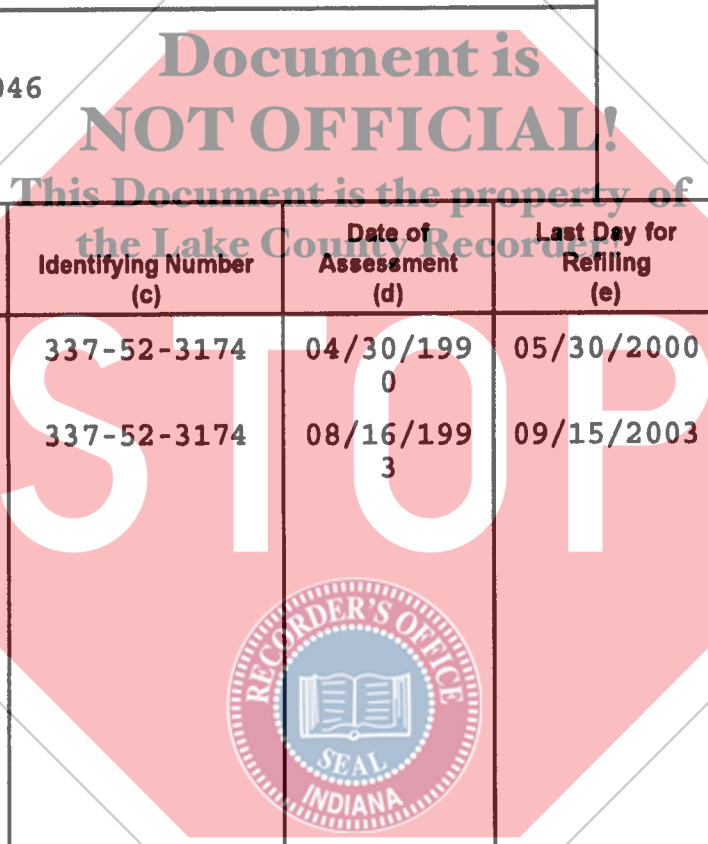 Document is
046
NOT OFFICIAL!
This Document is the property of
the Lake County Recorder!
Identifying Number
(c)
Date of
Assessment
(d)
Last Day for
Refiling
(e)
337-52-3174 04/30/199 05/30/2000
0
337-52-3174 08/16/199 09/15/2003
3
STOP
RECORDER'S OFFICE
SEAL
INDIANA